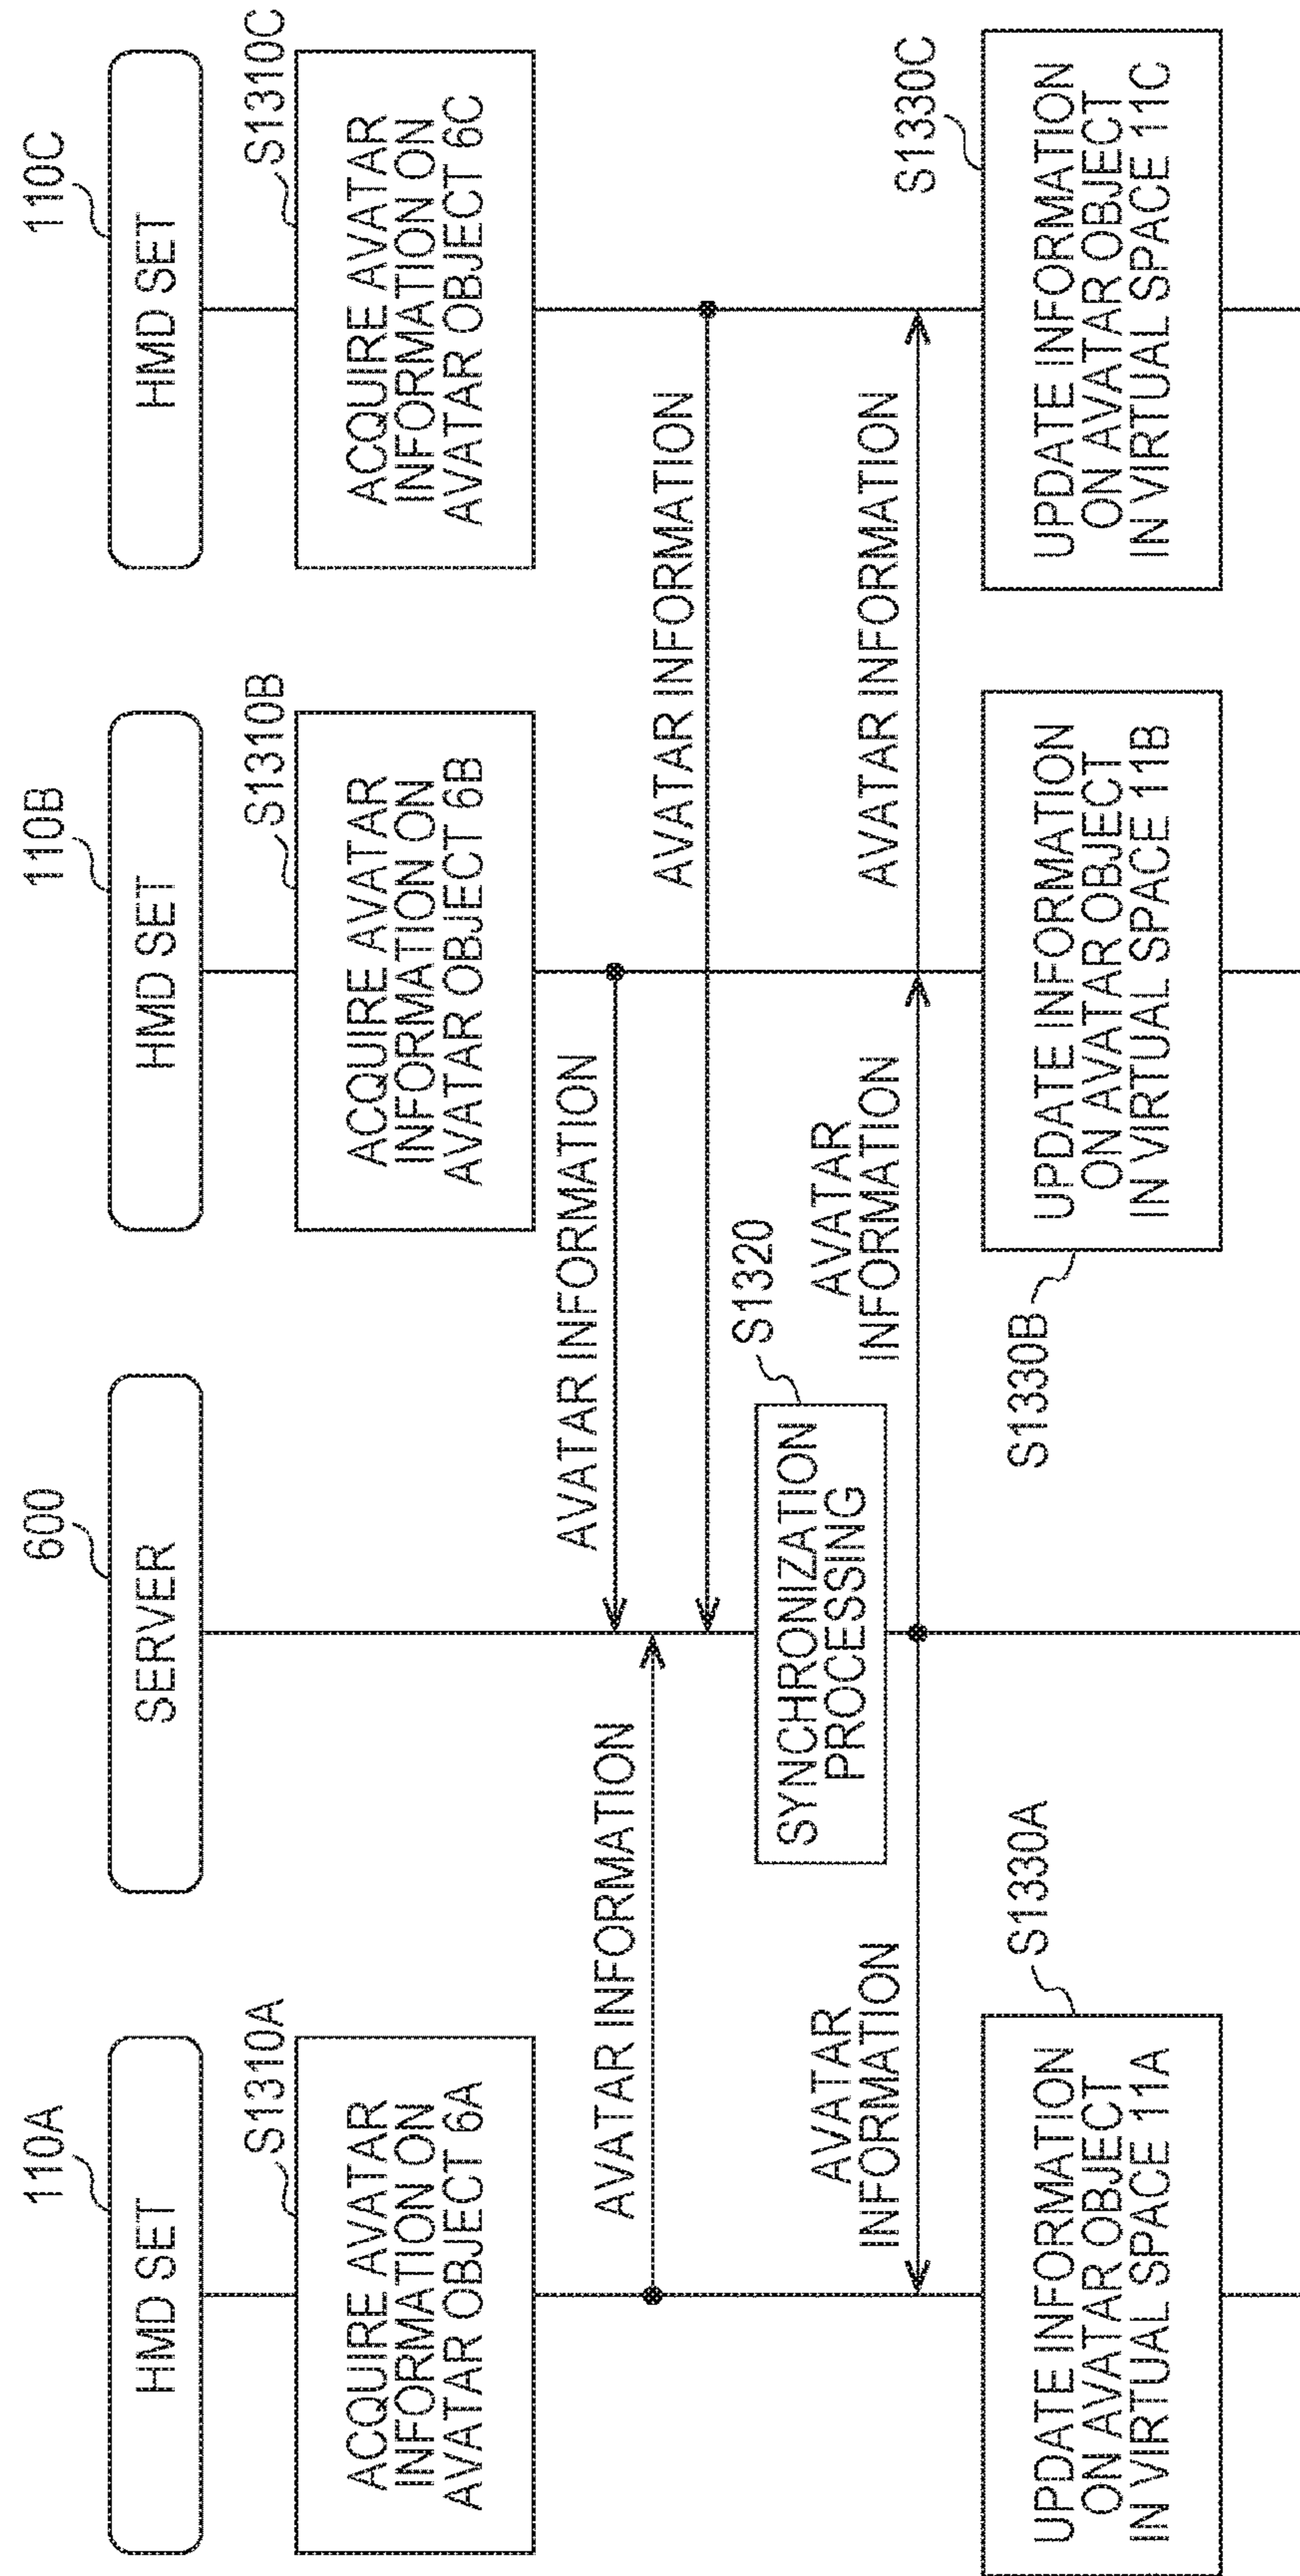 110A
HMD SET
600
SERVER
110B
HMD SET
110C
HMD SET
S1310A
ACQUIRE AVATAR
INFORMATION ON
AVATAR OBJECT 6A
S1310B
ACQUIRE AVATAR
INFORMATION ON
AVATAR OBJECT 6B
S1310C
ACQUIRE AVATAR
INFORMATION ON
AVATAR OBJECT 6C
AVATAR INFORMATION
AVATAR INFORMATION
AVATAR INFORMATION
S1320
SYNCHRONIZATION
PROCESSING
AVATAR
INFORMATION
AVATAR
INFORMATION
AVATAR INFORMATION
S1330A
UPDATE INFORMATION
ON AVATAR OBJECT
IN VIRTUAL SPACE 11A
S1330B
UPDATE INFORMATION
ON AVATAR OBJECT
IN VIRTUAL SPACE 11B
S1330C
UPDATE INFORMATION
ON AVATAR OBJECT
IN VIRTUAL SPACE 11C